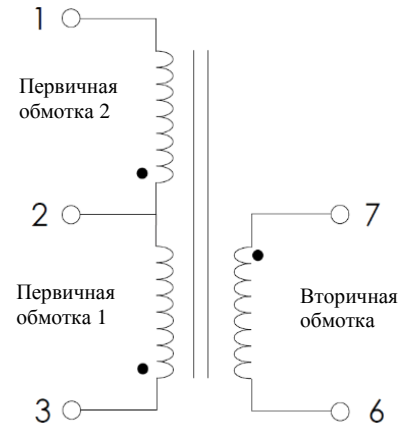 1
Первичная
обмотка 2
2
7
Первичная
обмотка 1
Вторичная
обмотка
3
6